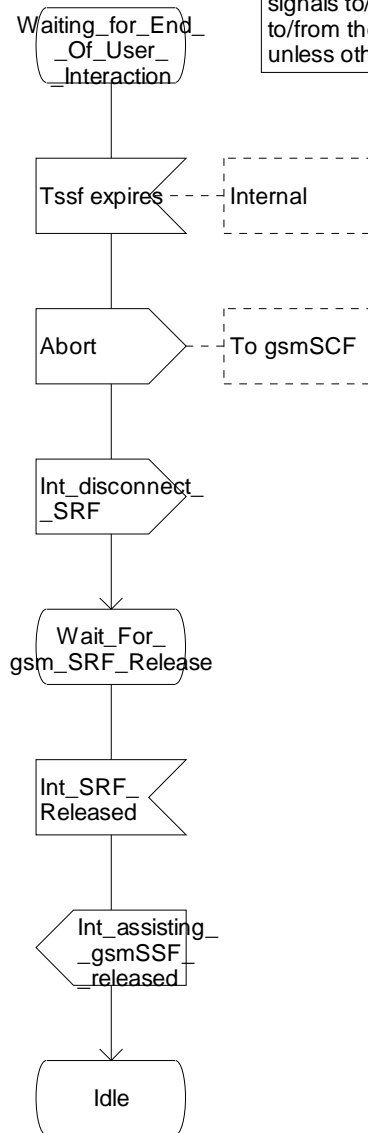 signals to/
to/from the
unless oth
Waiting_for_End_
_Of_User_
_Interaction
Tssf expires
Internal
Abort
To gsmSCF
Int_disconnect_
_SRF
Wait_For_
gsm_SRF_Release
Int_SRF_
Released
Int_assisting_
_gsmSSF_
_released
Idle